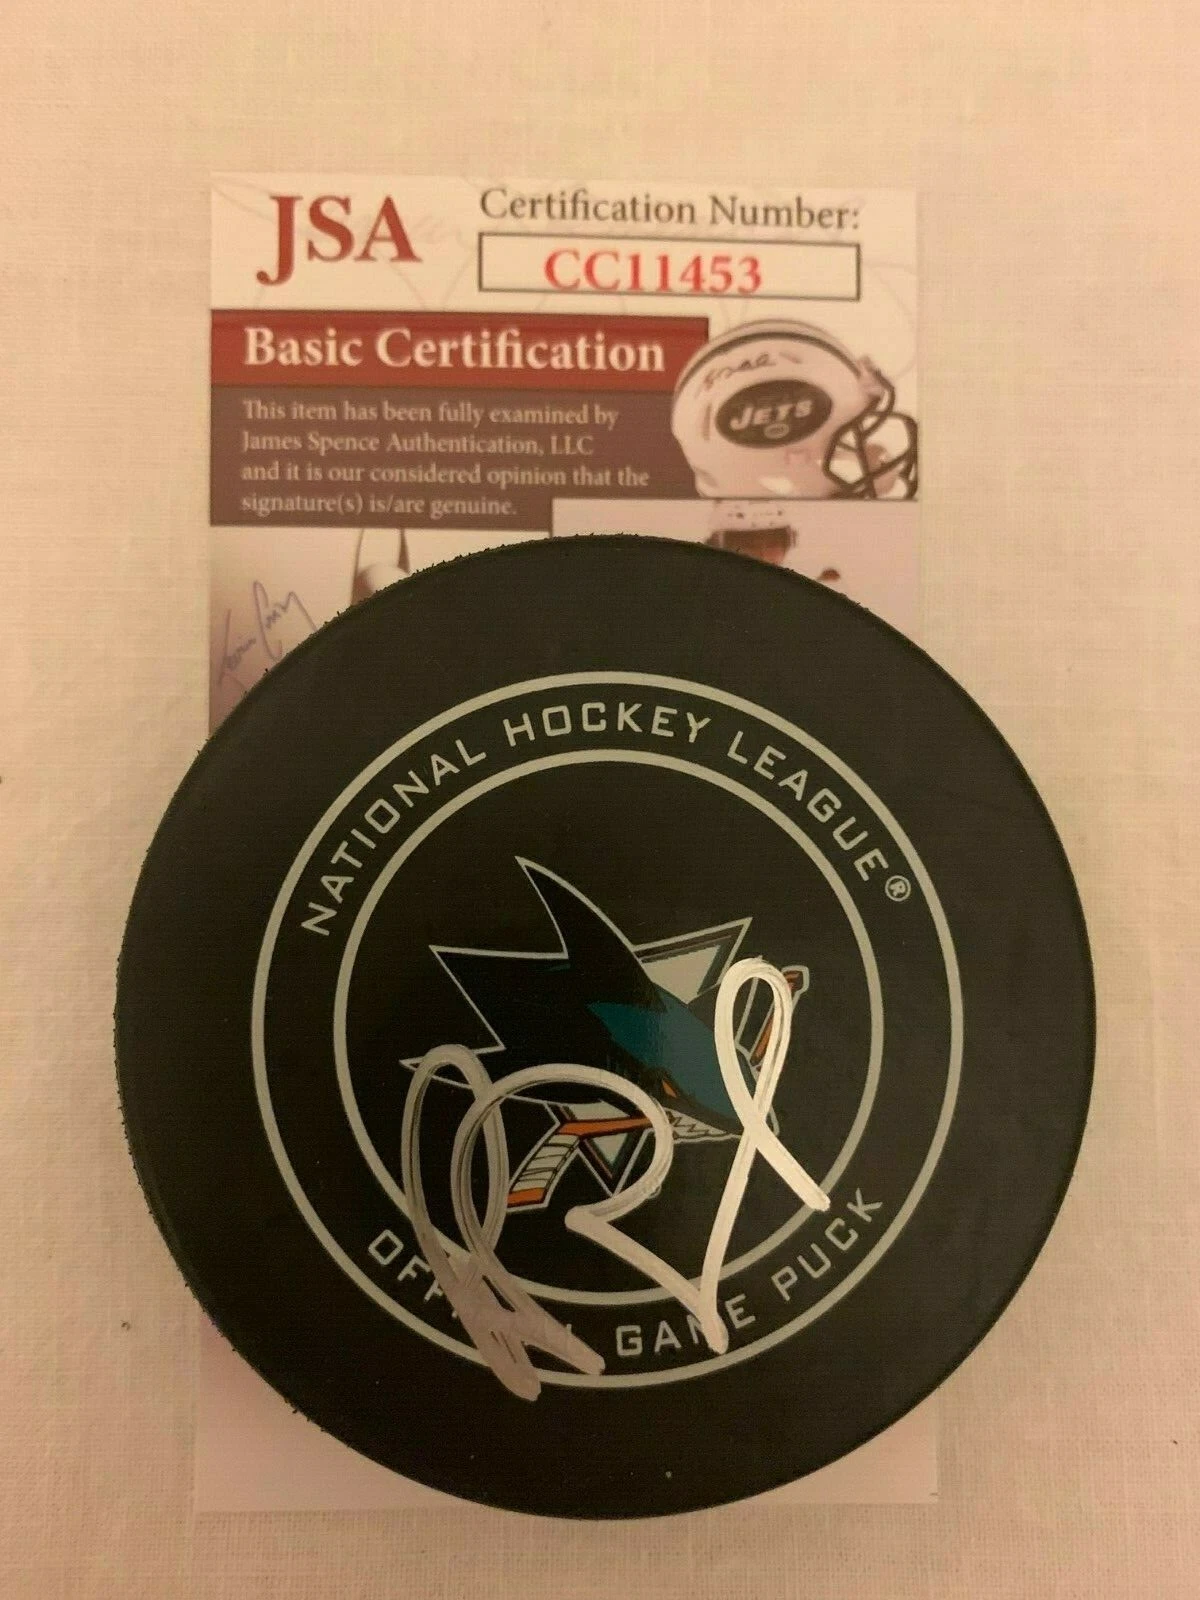 JSA
Certification Number:
CC11453
Basic Certification
JETS
This item has been fully examined by
James Spence Authentication, LLC
and it is our considered opinion that the
signature(s) is/are genuine.
NATIONAL HOCKEY LEAGUE®
GAME PUCK